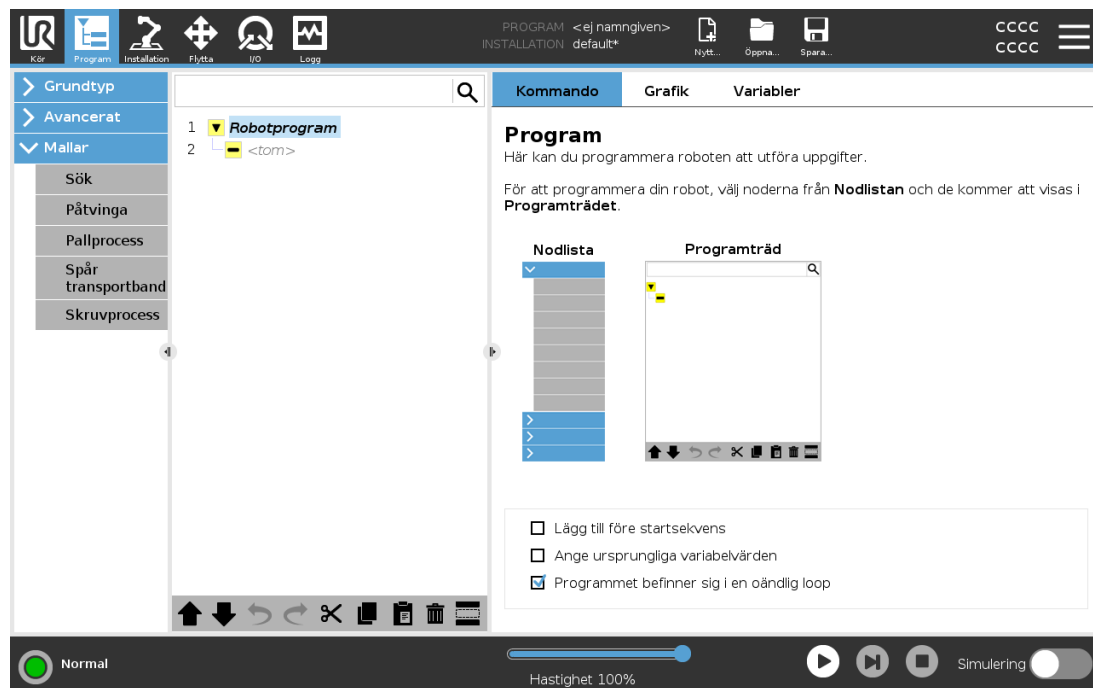 PROGRAM <ej namngiven>
INSTALLATION default*
CCCC
CCCC
Kör
Program
Installation
Flytta
I/O
Logg
Nytt...
Öppna...
Spara...
Grundtyp
Avancerat
Mallar
Sök
Påtvinga
Pallprocess
Spår
transportband
Skruvprocess
1 Robotprogram
2 <tom>
Kommando Grafik Variabler
Program
Här kan du programmera roboten att utföra uppgifter.
För att programmera din robot, välj noderna från Nodlistan och de kommer att visas i
Programträdet.
Nodlista Programträd
Lägg till före startsekvens
Ange ursprungliga variabelvärden
Programmet befinner sig i en oändlig loop
Normal
Hastighet 100%
Simulering